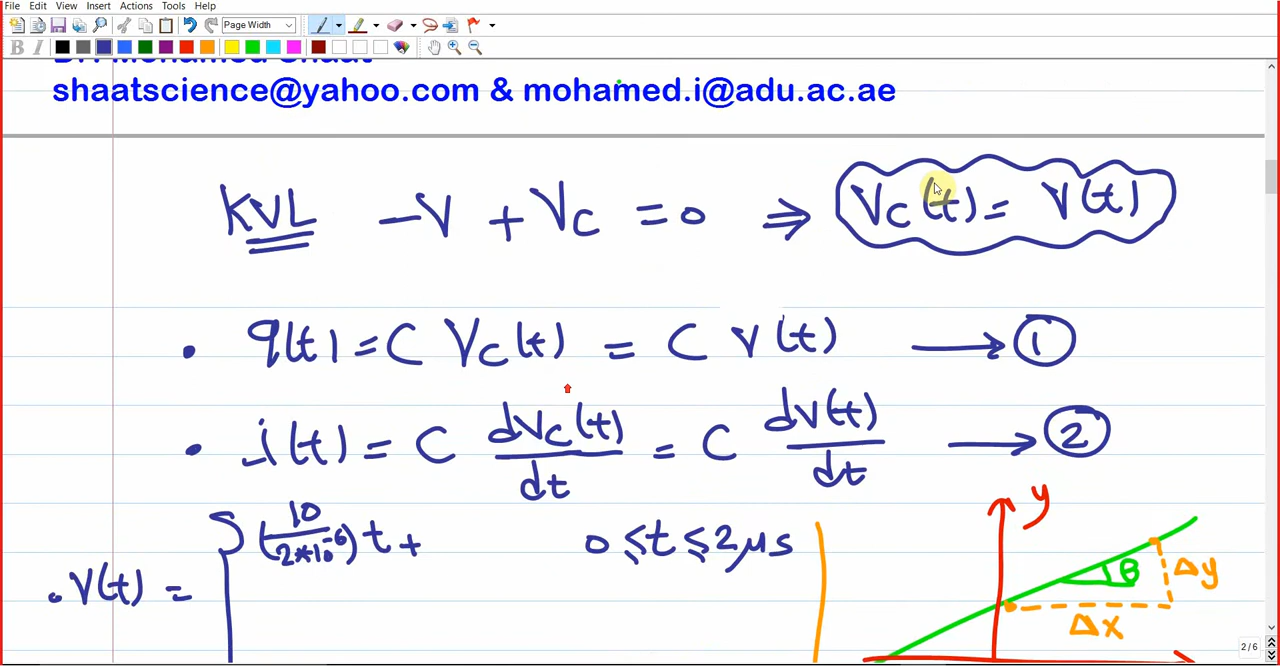 File Edit View Insert Actions Tools Help
Page Width
B I
shaatscience@yahoo.com & mohamed.i@adu.ac.ae
KVL -V + Vc = 0 ⇒ Vc(t) = V(t)
• q(t) = C Vc(t) = C v(t) → 1
• i(t) = C dVc(t)/dt = C dv(t)/dt → 2
(10/2*10^-6)t + 0 ≤ t ≤ 2μs
• V(t) =
y
θ Δy
Δx
2/6